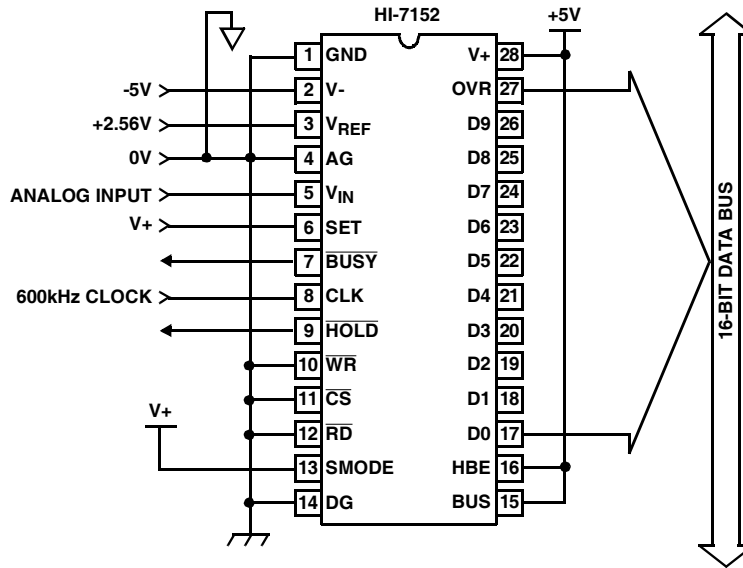 HI-7152
+5V
1 GND
2 V-
3 VREF
4 AG
5 VIN
6 SET
7 BUSY
8 CLK
9 HOLD
10 WR
11 CS
12 RD
13 SMODE
14 DG
V+ 28
OVR 27
D9 26
D8 25
D7 24
D6 23
D5 22
D4 21
D3 20
D2 19
D1 18
D0 17
HBE 16
BUS 15
-5V
+2.56V
0V
ANALOG INPUT
V+
600kHz CLOCK
V+
16-BIT DATA BUS